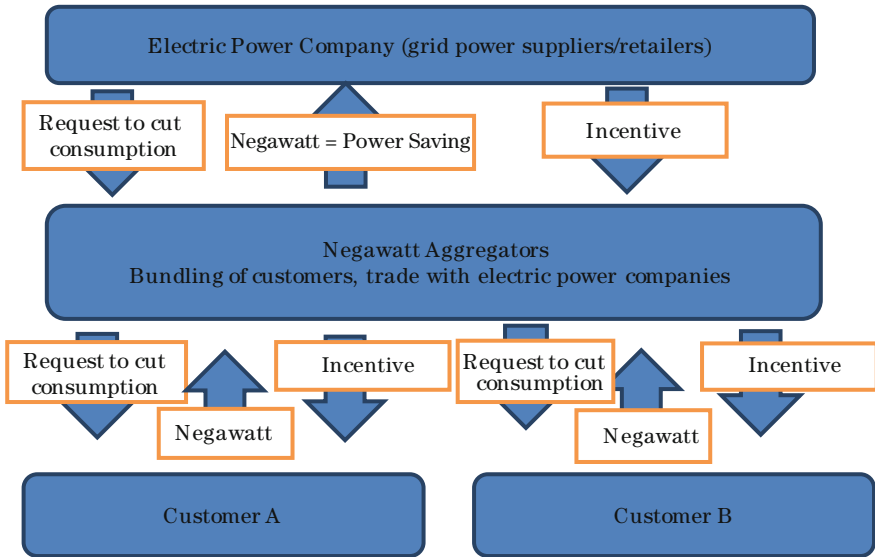 Electric Power Company (grid power suppliers/retailers)
Request to cut
consumption
Negawatt = Power Saving
Incentive
Negawatt Aggregators
Bundling of customers, trade with electric power companies
Request to cut
consumption
Negawatt
Incentive
Request to cut
consumption
Negawatt
Incentive
Customer A
Customer B